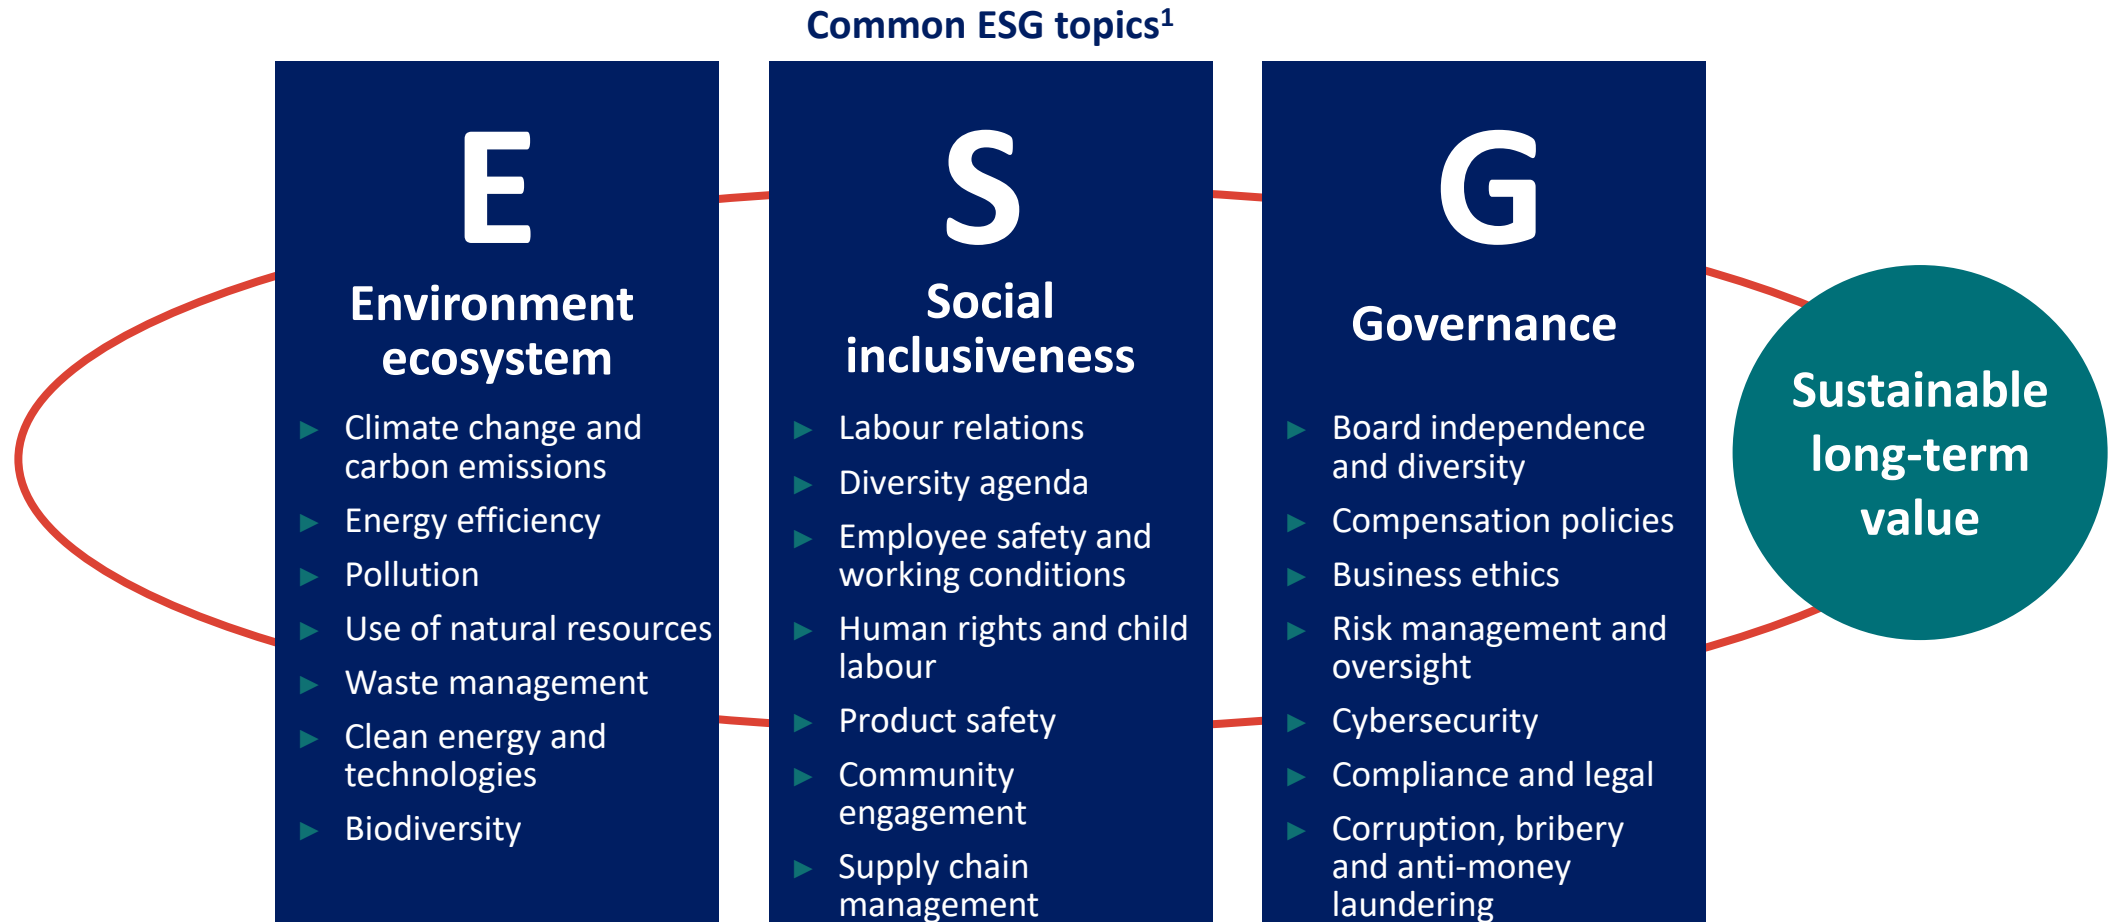 Common ESG topics¹
E
Environment
ecosystem
► Climate change and
carbon emissions
► Energy efficiency
► Pollution
► Use of natural resources
► Waste management
► Clean energy and
technologies
► Biodiversity
S
Social
inclusiveness
► Labour relations
► Diversity agenda
► Employee safety and
working conditions
► Human rights and child
labour
► Product safety
► Community
engagement
► Supply chain
management
G
Governance
► Board independence
and diversity
► Compensation policies
► Business ethics
► Risk management and
oversight
► Cybersecurity
► Compliance and legal
► Corruption, bribery
and anti-money
laundering
Sustainable
long-term
value